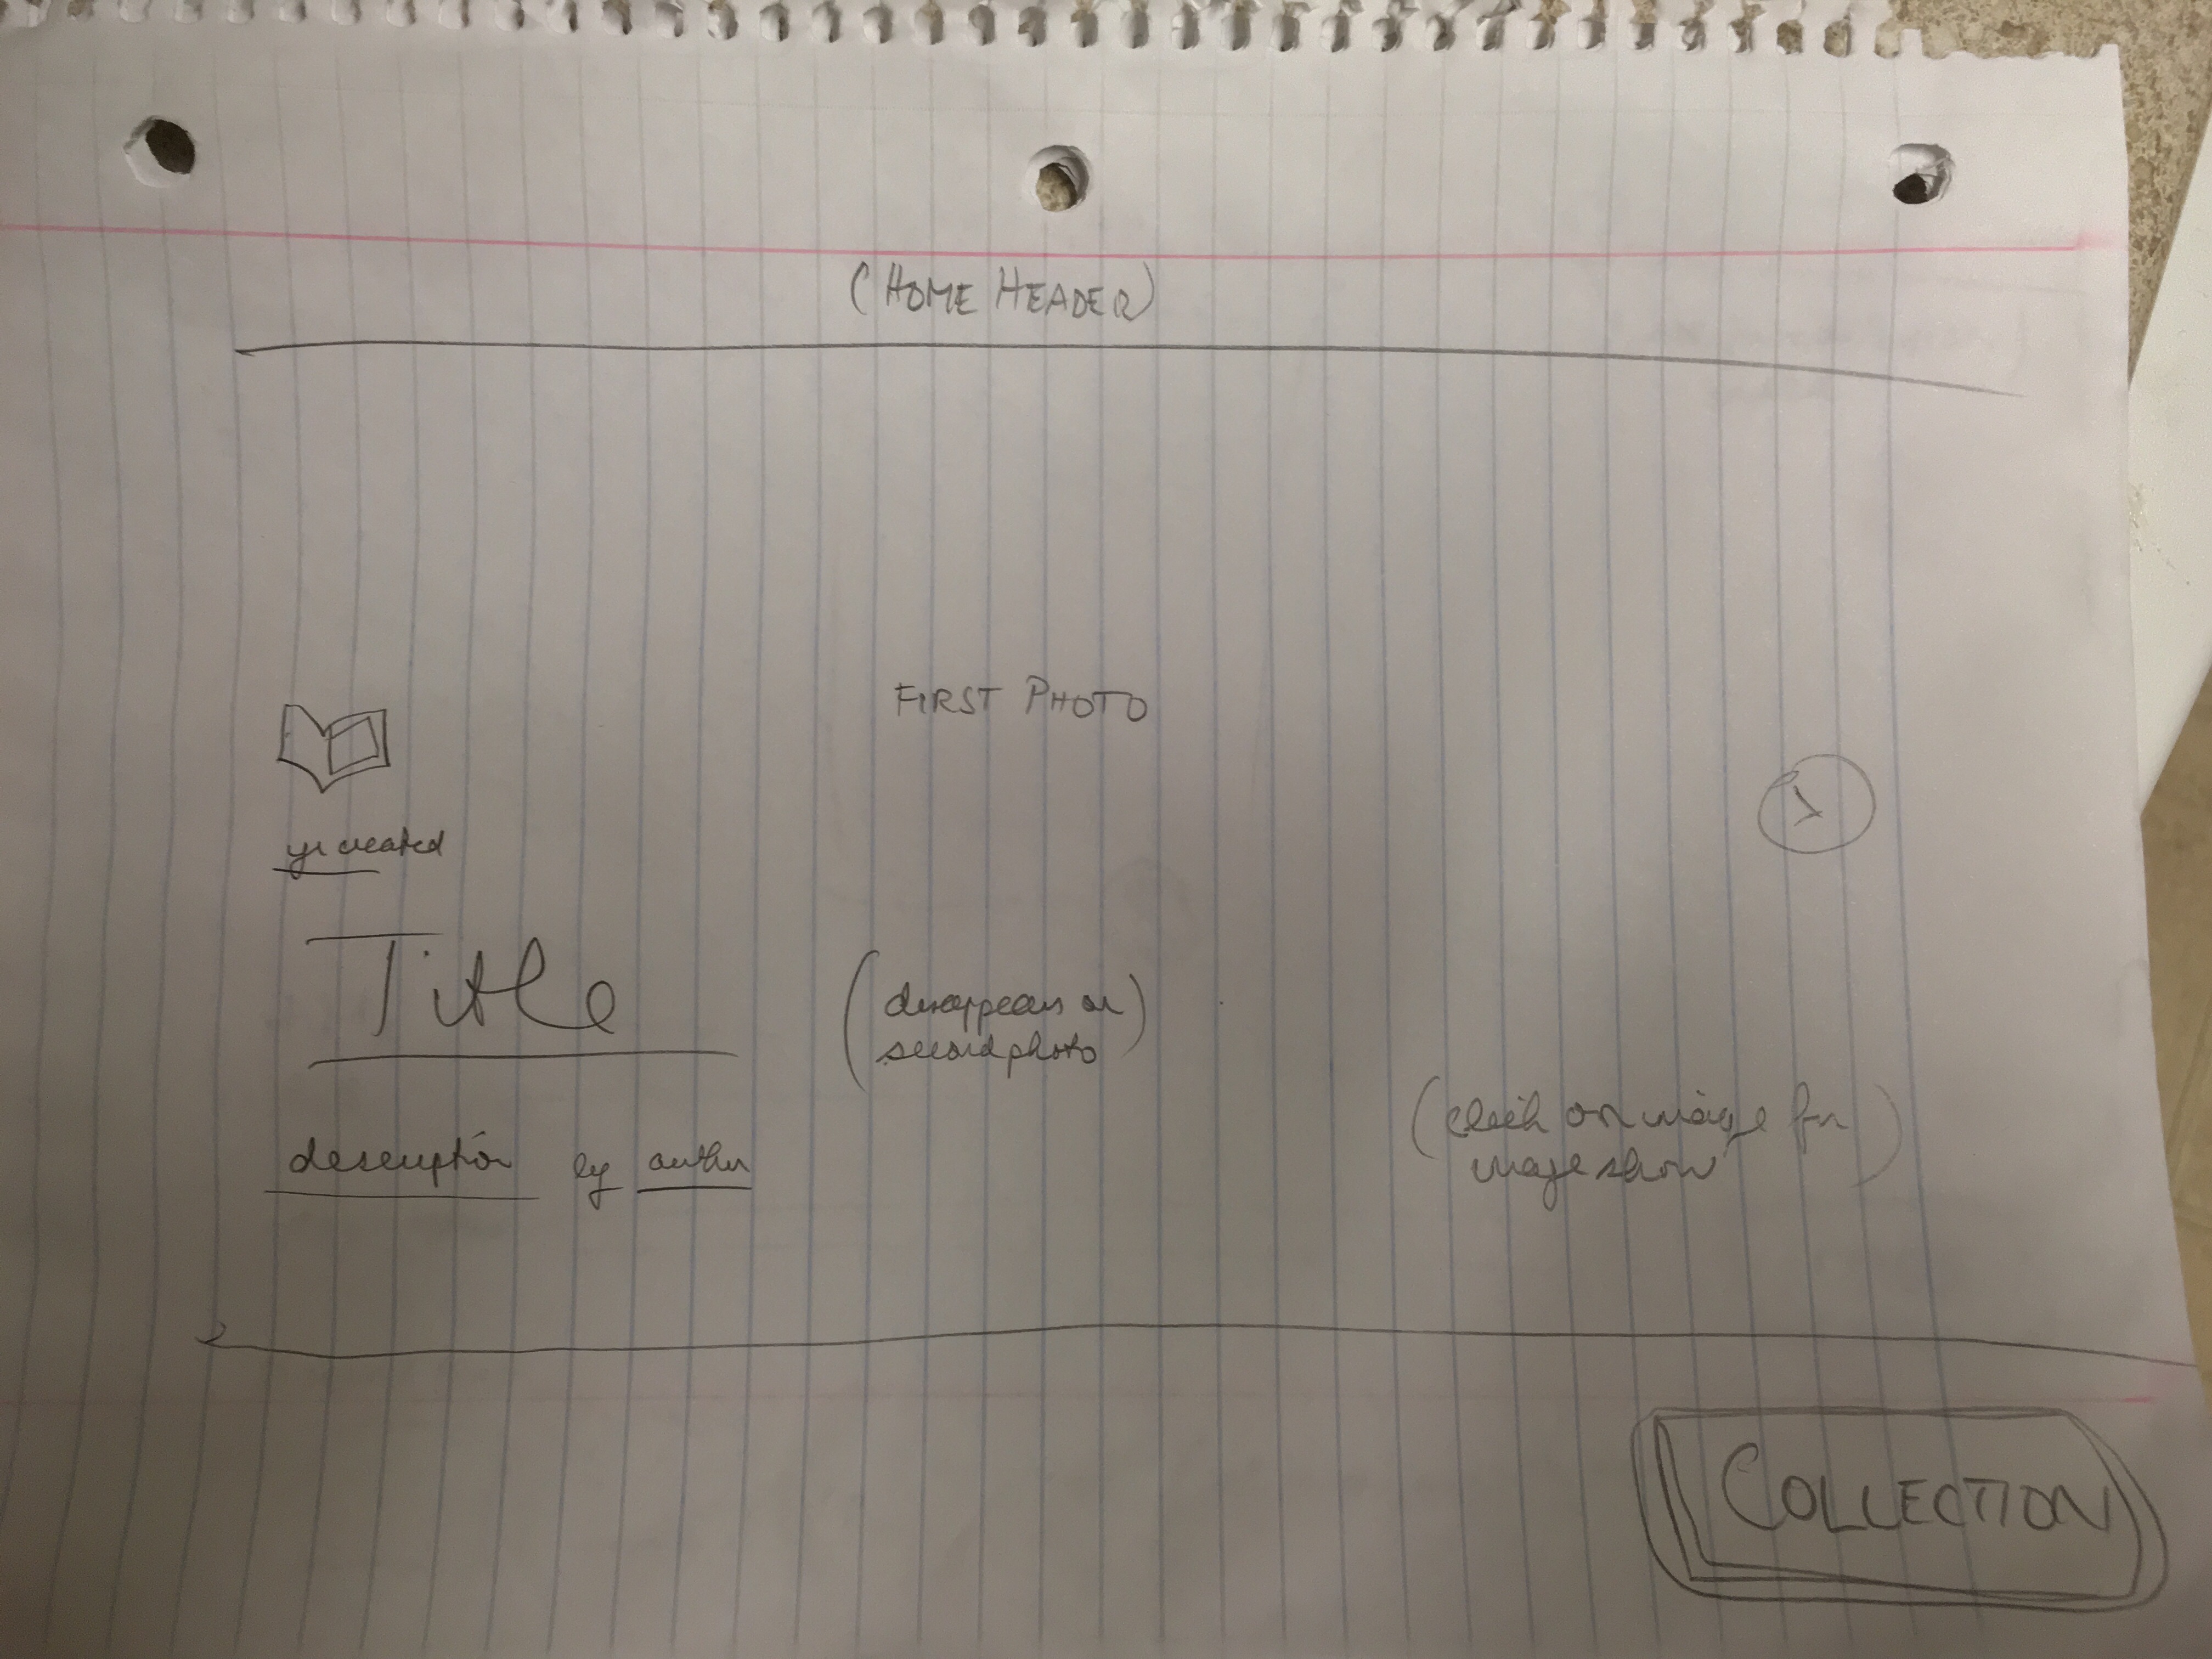 (HOME HEADER)
FIRST PHOTO
>
yr created
Title
(disappears on
second photo)
(click on image for
image show)
description by author
COLLECTION